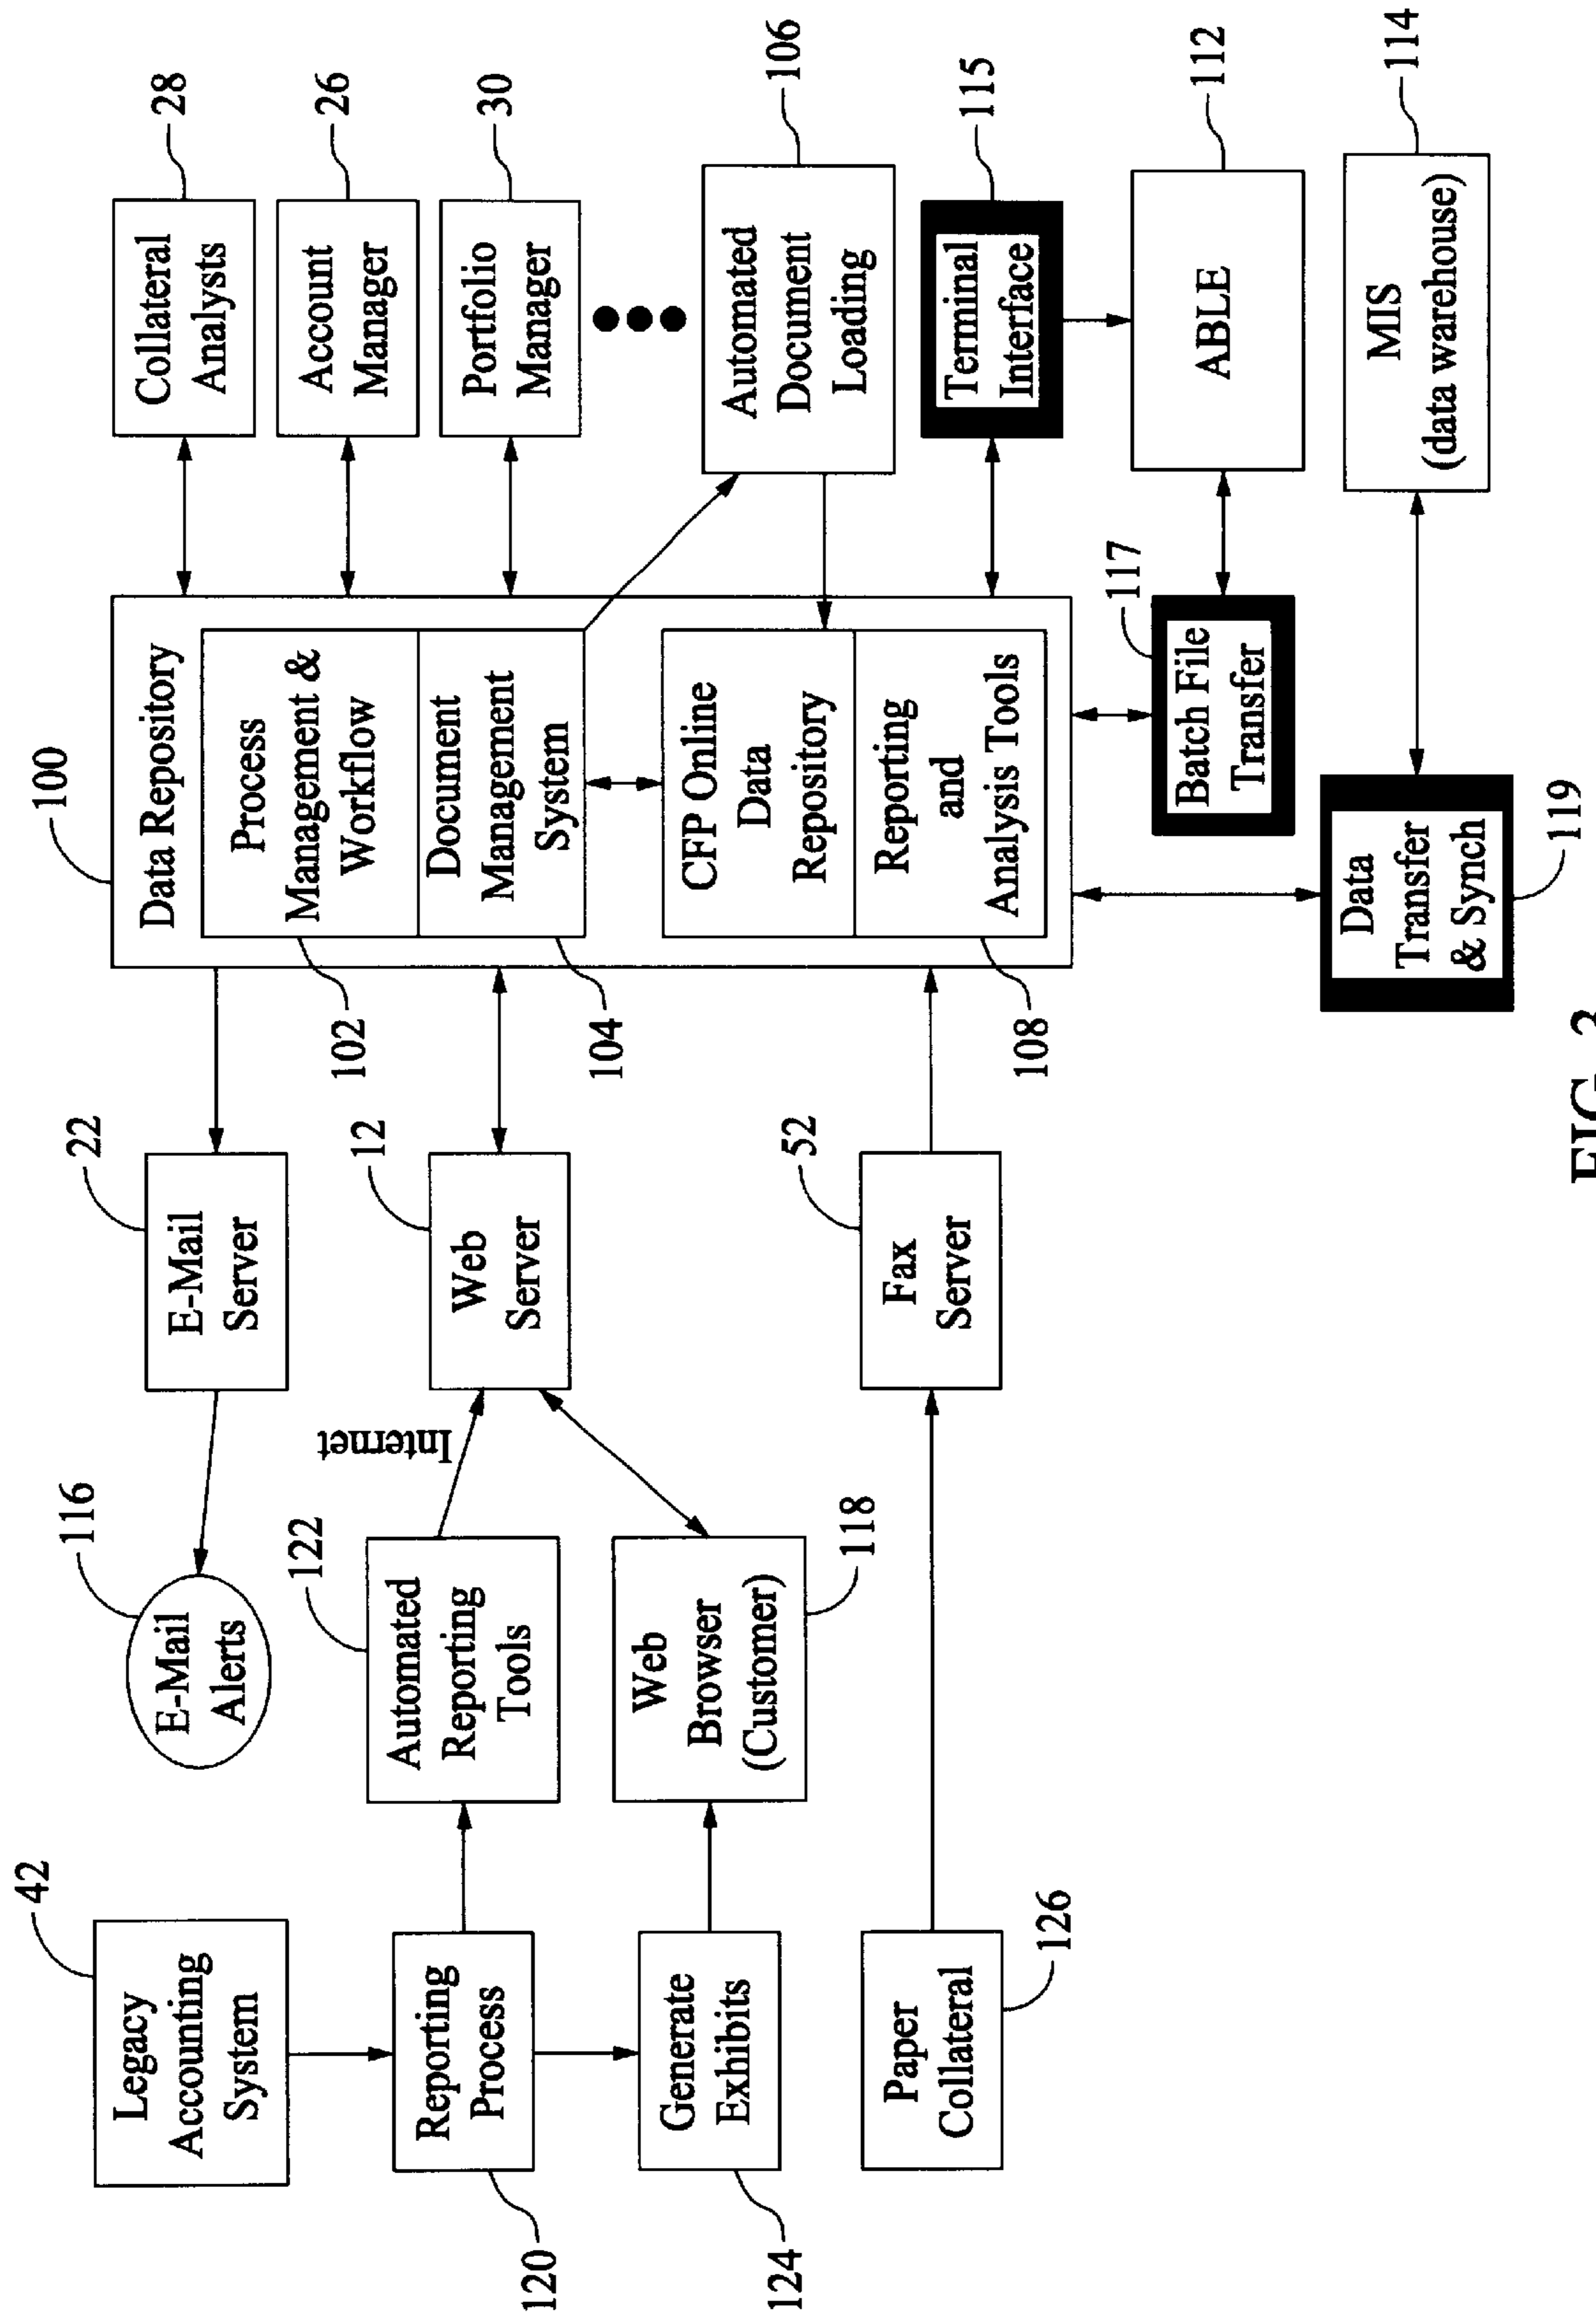 42
Legacy
Accounting
System
120
Reporting
Process
124
Generate
Exhibits
Paper
Collateral
126
116
E-Mail
Alerts
122
Automated
Reporting
Tools
Internet
Web
Browser
(Customer)
118
22
E-Mail
Server
12
Web
Server
52
Fax
Server
100
Data Repository
Process
Management &
Workflow
102
Document
Management
System
104
CFP Online
Data
Repository
Reporting
and
Analysis Tools
108
28
Collateral
Analysts
26
Account
Manager
30
Portfolio
Manager
106
Automated
Document
Loading
115
Terminal
Interface
112
ABLE
114
MIS
(data warehouse)
117
Batch File
Transfer
Data
Transfer
& Synch
119
FIG. 3